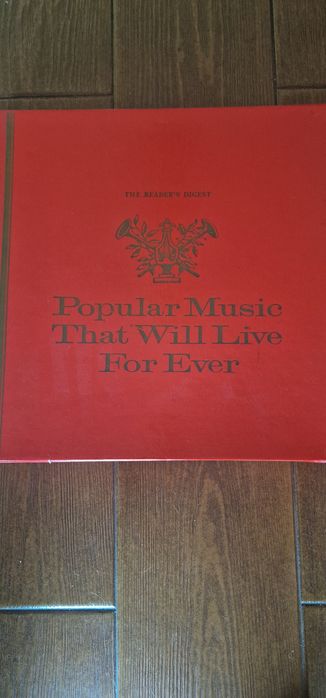 THE READER'S DIGEST
Popular Music
That Will Live
For Ever